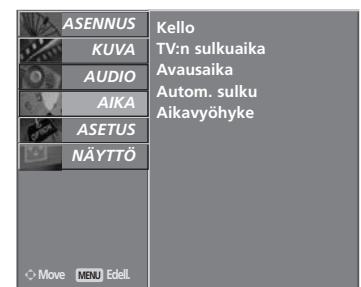 ASENNUS
KUVA
AUDIO
AIKA
ASETUS
NÄYTTÖ
Kello
TV:n sulkuaika
Avausaika
Autom. sulku
Aikavyöhyke
Move MENU Edell.